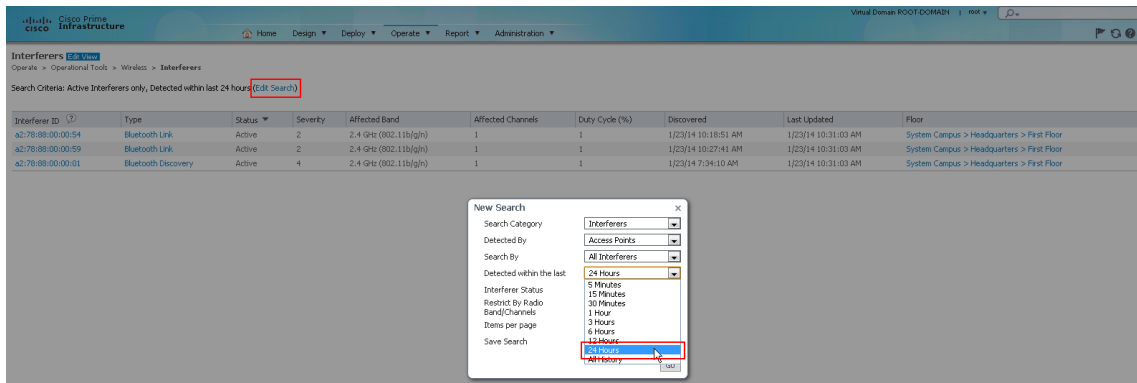 Virtual Domain ROOT-DOMAIN | root
cisco Cisco Prime Infrastructure
Home Design Deploy Operate Report Administration
Interferers Edit View
Operate > Operational Tools > Wireless > Interferers
Search Criteria: Active Interferers only, Detected within last 24 hours (Edit Search)
Interferer ID ? Type Status Severity Affected Band Affected Channels Duty Cycle (%) Discovered Last Updated Floor
a2:78:88:00:00:54 Bluetooth Link Active 2 2.4 GHz (802.11b/g/n) 1 1 1/23/14 10:18:51 AM 1/23/14 10:31:03 AM System Campus > Headquarters > First Floor
a2:78:88:00:00:59 Bluetooth Link Active 2 2.4 GHz (802.11b/g/n) 1 1 1/23/14 10:27:41 AM 1/23/14 10:31:03 AM System Campus > Headquarters > First Floor
a2:78:88:00:00:01 Bluetooth Discovery Active 4 2.4 GHz (802.11b/g/n) 1 1 1/23/14 7:34:10 AM 1/23/14 10:31:03 AM System Campus > Headquarters > First Floor
New Search ×
Search Category Interferers
Detected By Access Points
Search By All Interferers
Detected within the last 24 Hours
Interferer Status
Restrict By Radio
Band/Channels
Items per page
Save Search
5 Minutes
15 Minutes
30 Minutes
1 Hour
3 Hours
6 Hours
12 Hours
24 Hours
All History
GO